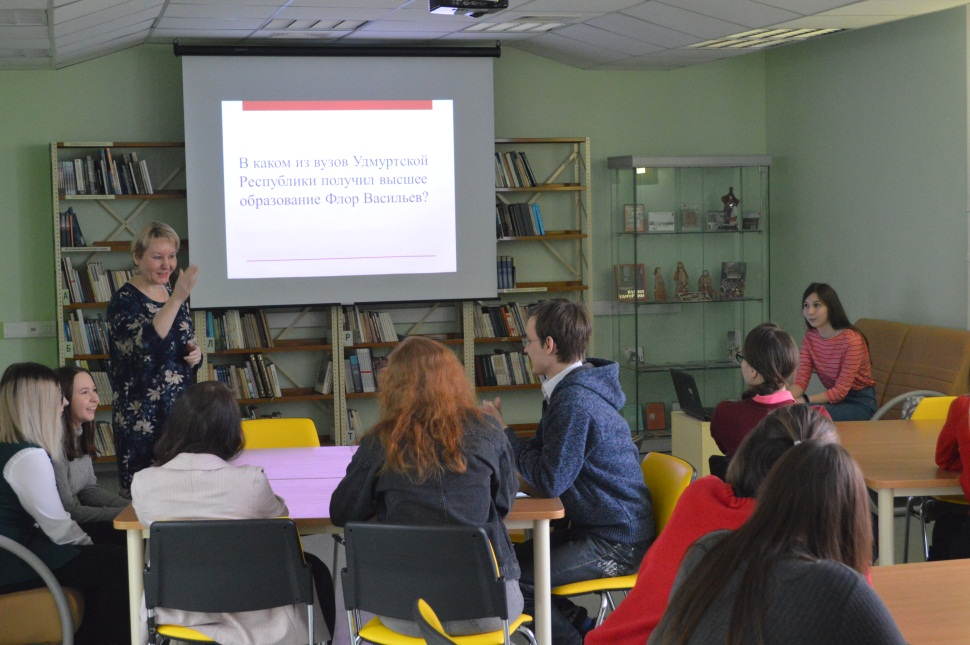 В каком из вузов Удмуртской
Республики получил высшее
образование Флор Васильев?